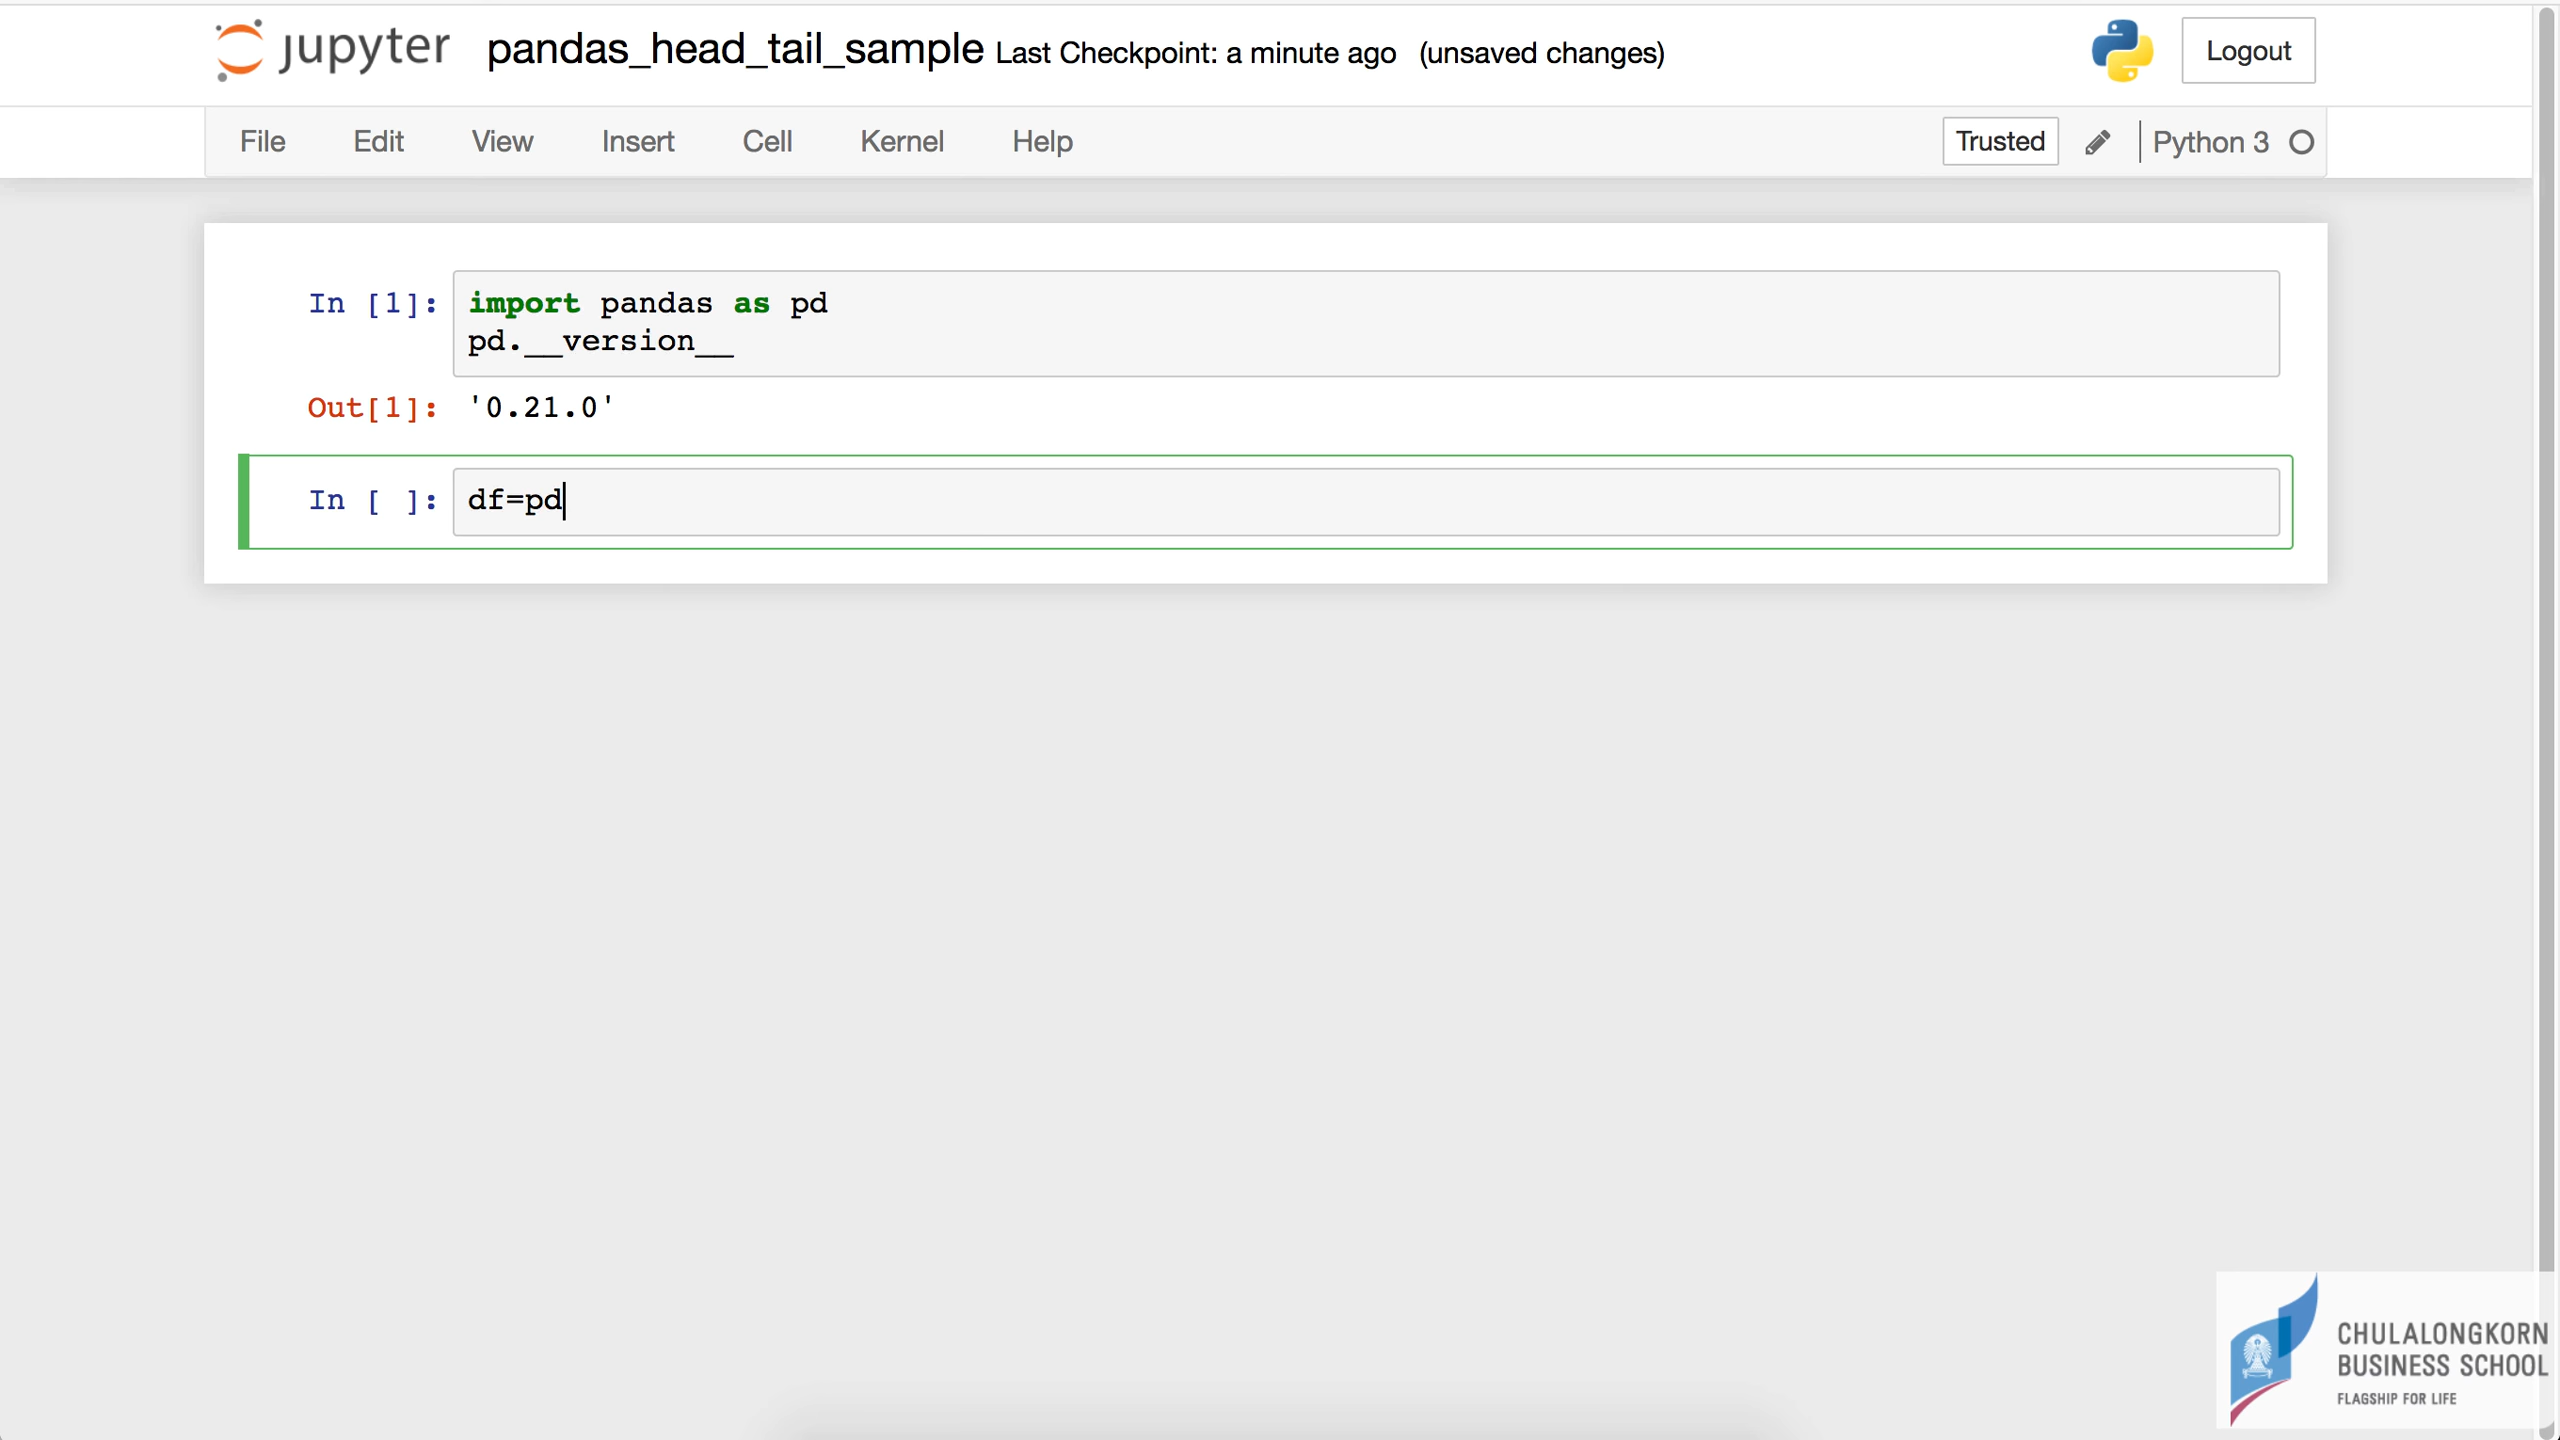 jupyter pandas_head_tail_sample Last Checkpoint: a minute ago (unsaved changes) Logout
File Edit View Insert Cell Kernel Help Trusted Python 3
In [1]: import pandas as pd
pd.__version__
Out[1]: '0.21.0'
In [ ]: df=pd
CHULALONGKORN
BUSINESS SCHOOL
FLAGSHIP FOR LIFE